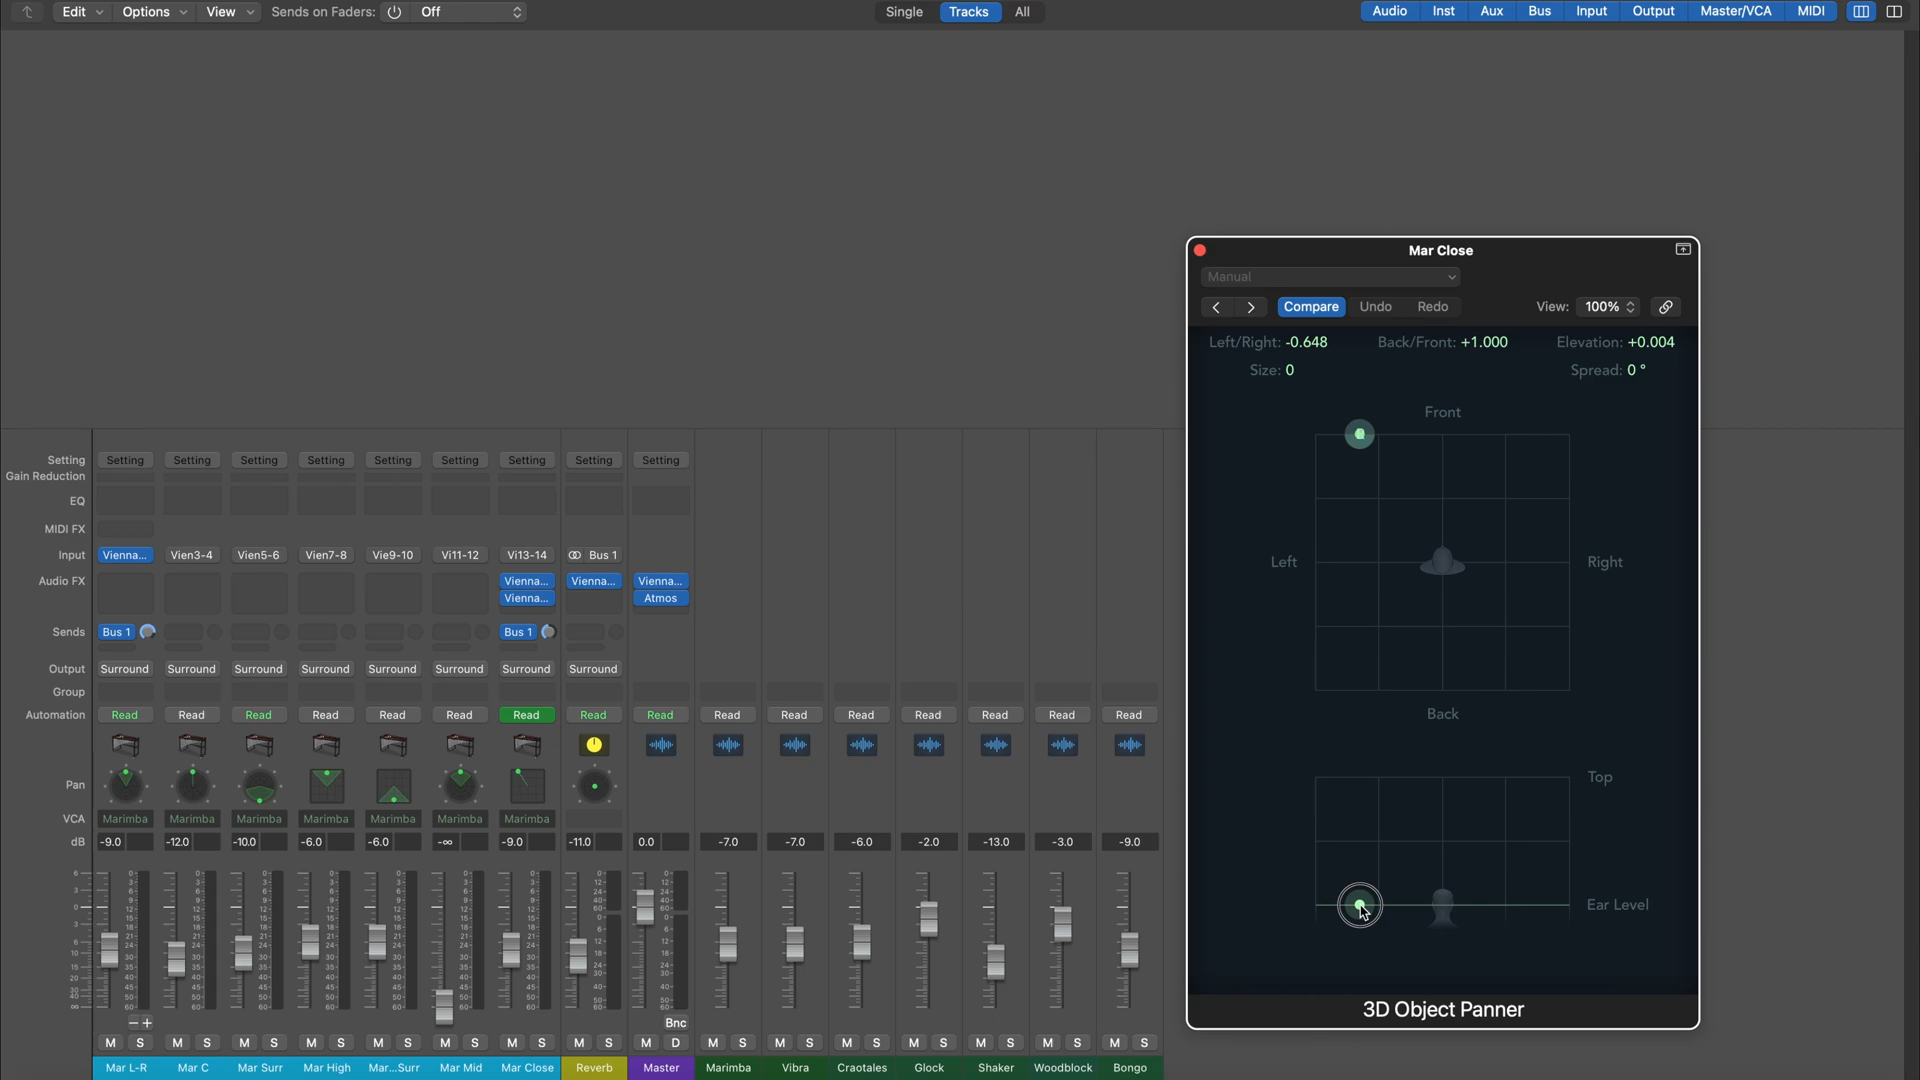 Edit Options View Sends on Faders: Off Single Tracks All Audio Inst Aux Bus Input Output Master/VCA MIDI
Mar Close
Manual
Compare Undo Redo View: 100%
Left/Right: -0.648 Back/Front: +1.000 Elevation: +0.004
Size: 0 Spread: 0 °
Front
Left Right
Back
Top
Ear Level
3D Object Panner
Setting Setting Setting Setting Setting Setting Setting Setting Setting Setting
Gain Reduction
EQ
MIDI FX
Input Vienna... Vien3-4 Vien5-6 Vien7-8 Vie9-10 Vi11-12 Vi13-14 Bus 1
Audio FX Vienna... Vienna... Vienna...
Vienna... Atmos
Sends Bus 1 Bus 1
Output Surround Surround Surround Surround Surround Surround Surround Surround
Group
Automation Read Read Read Read Read Read Read Read Read Read Read Read Read Read Read Read
Pan
VCA Marimba Marimba Marimba Marimba Marimba Marimba Marimba
dB -9.0 -12.0 -10.0 -6.0 -6.0 -∞ -9.0 -11.0 0.0 -7.0 -7.0 -6.0 -2.0 -13.0 -3.0 -9.0
Bnc
M S M S M S M S M S M S M S M S M D M S M S M S M S M S M S M S
Mar L-R Mar C Mar Surr Mar High Mar...Surr Mar Mid Mar Close Reverb Master Marimba Vibra Craotales Glock Shaker Woodblock Bongo